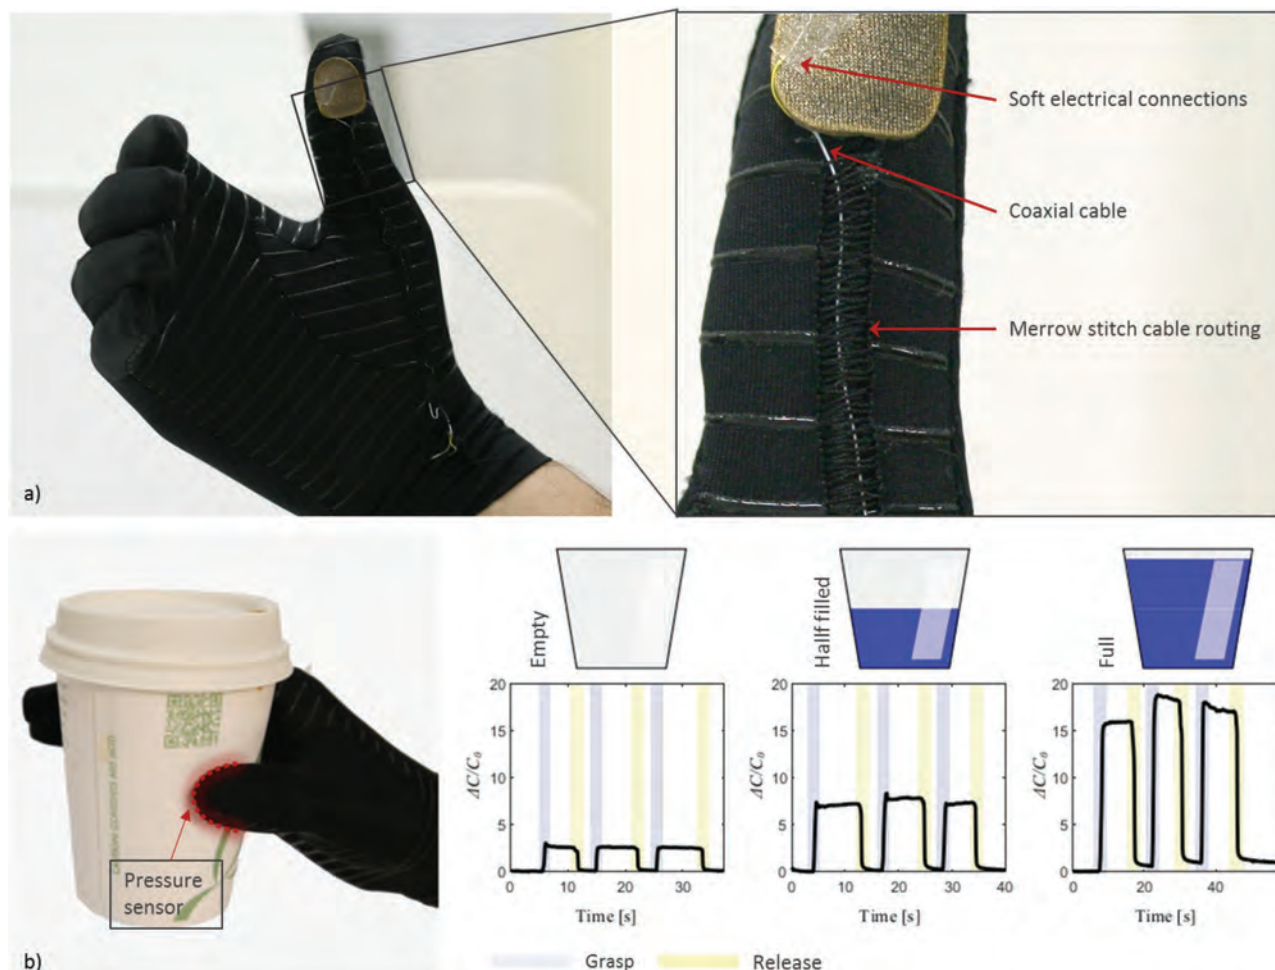 Soft electrical connections
Coaxial cable
Merrow stitch cable routing
a)
Empty
Hallf filled
Full
20
15
10
5
0
ΔC/C₀
0 10 20 30
Time [s]
20
15
10
5
0
ΔC/C₀
0 10 20 30 40
Time [s]
20
15
10
5
0
ΔC/C₀
0 20 40
Time [s]
Pressure
sensor
b)
Grasp
Release